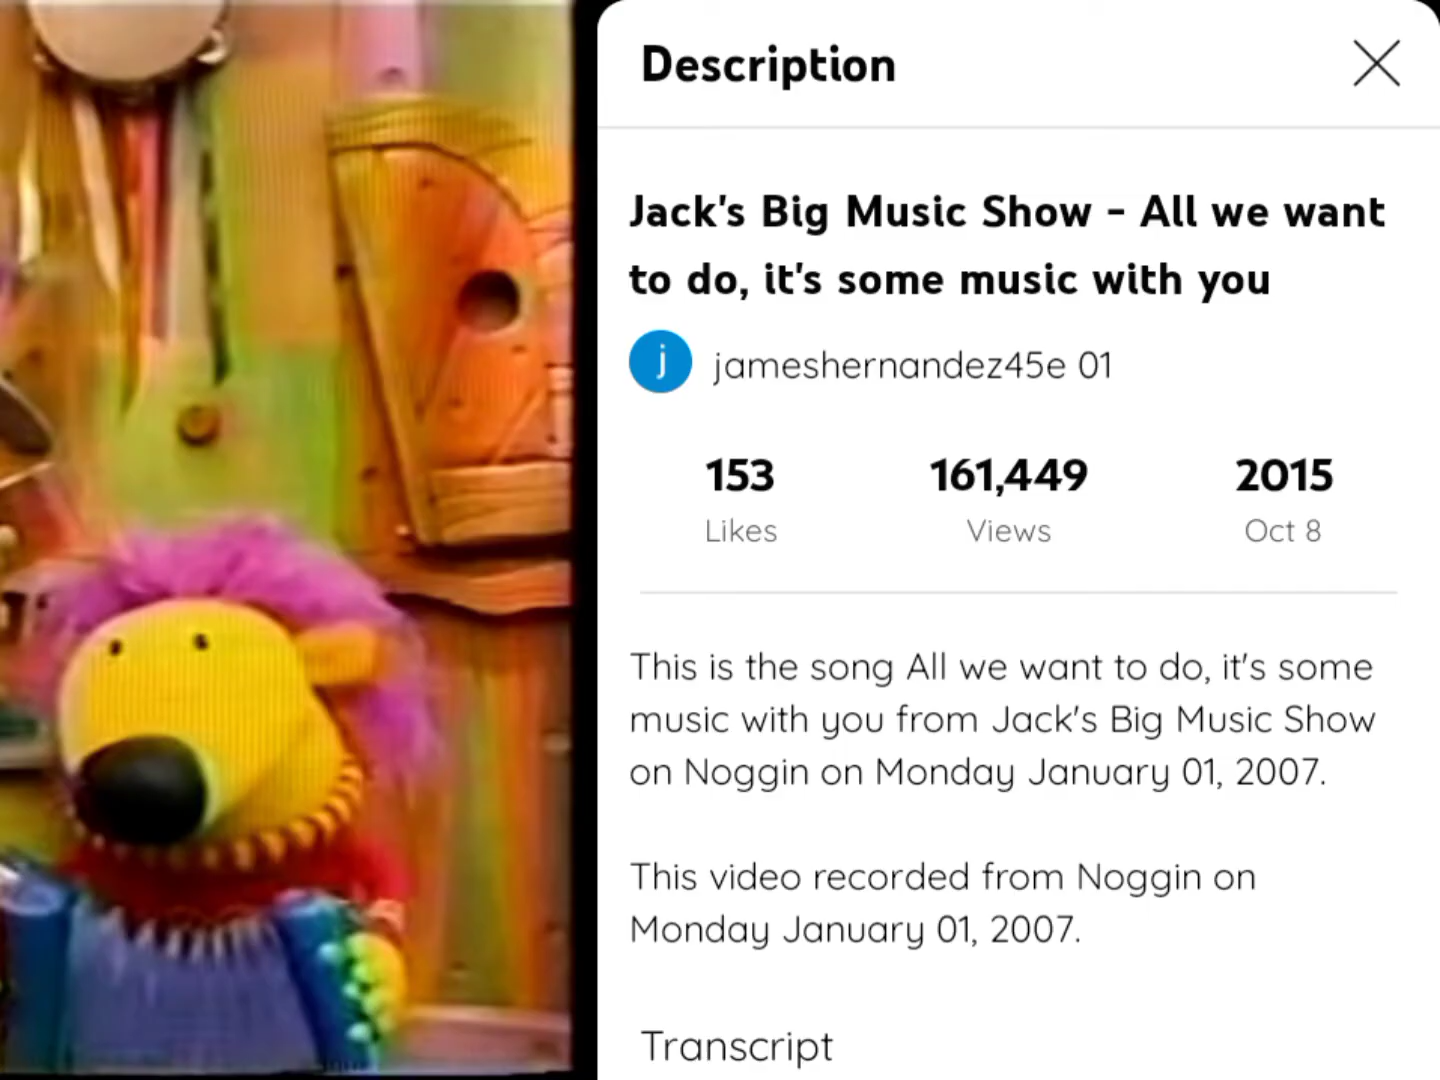 Description
Jack's Big Music Show - All we want
to do, it's some music with you
j jameshernandez45e 01
153 161,449 2015
Likes Views Oct 8
This is the song All we want to do, it's some
music with you from Jack's Big Music Show
on Noggin on Monday January 01, 2007.
This video recorded from Noggin on
Monday January 01, 2007.
Transcript